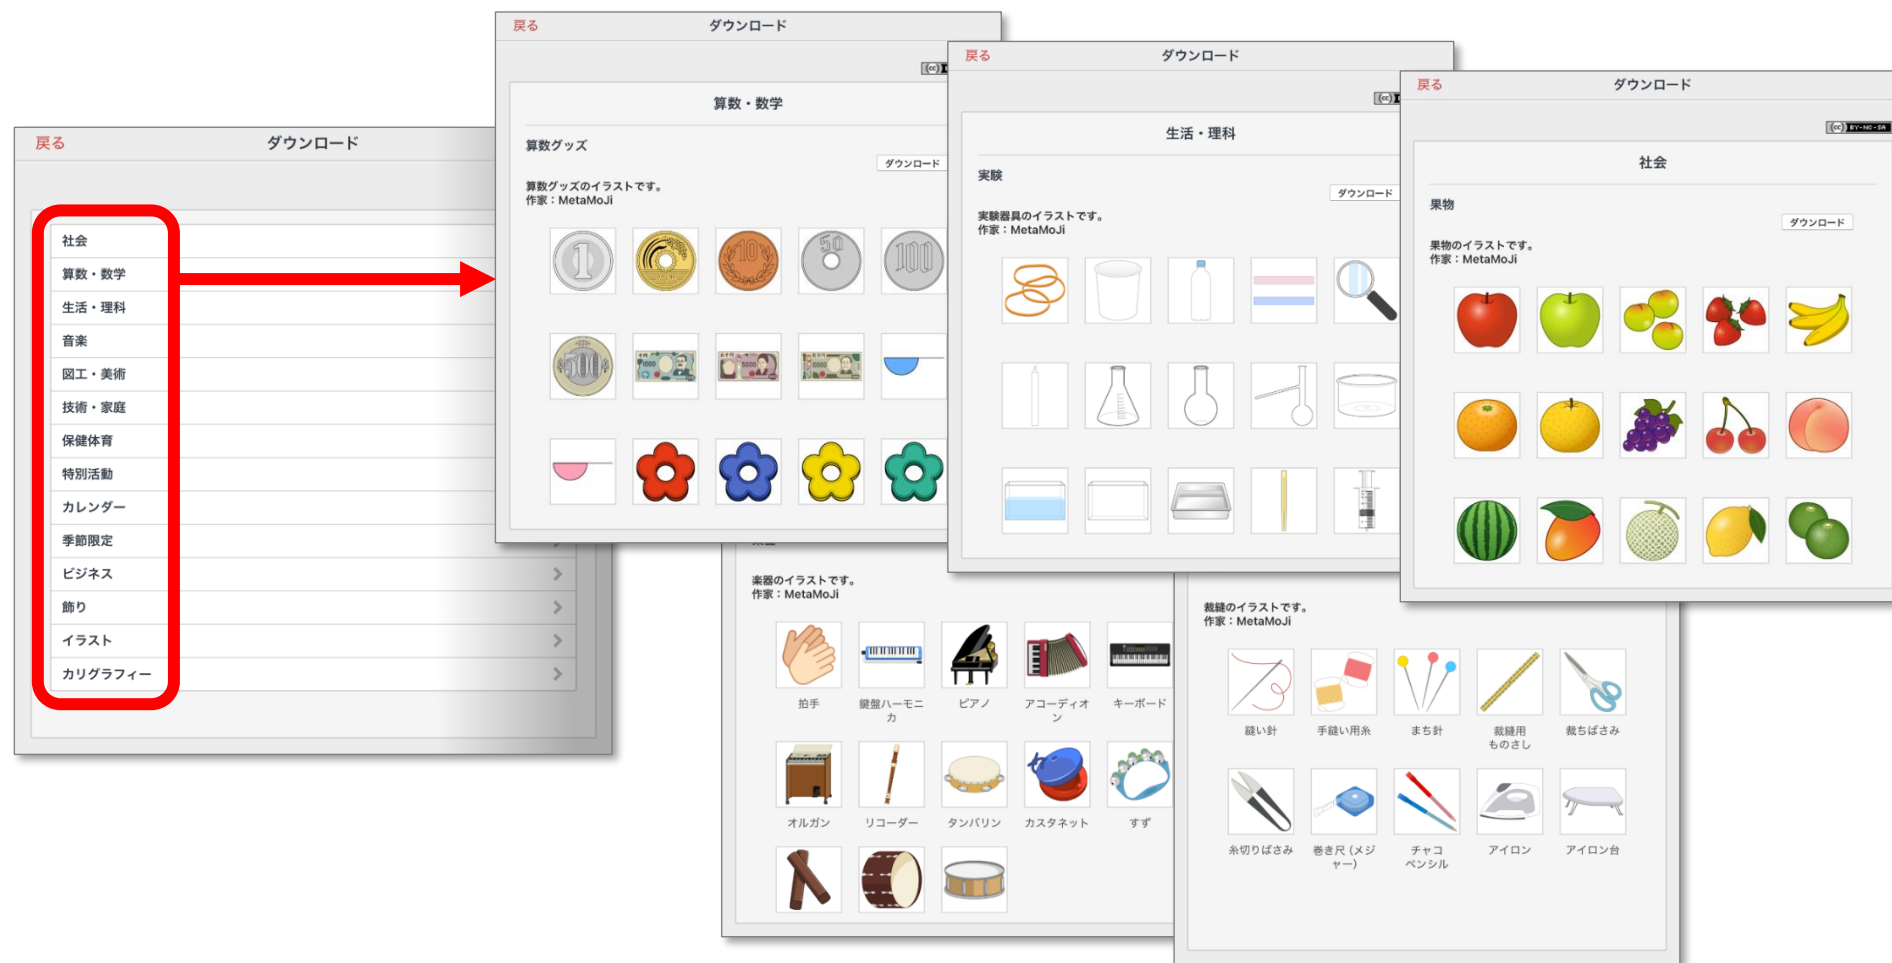 戻る
ダウンロード
社会
算数・数学
生活・理科
音楽
図工・美術
技術・家庭
保健体育
特別活動
カレンダー
季節限定
ビジネス
飾り
イラスト
カリグラフィー
戻る
ダウンロード
算数・数学
算数グッズ
ダウンロード
算数グッズのイラストです。
作家：MetaMoJi
1
10
50
100
500
1000
5000
10000
戻る
ダウンロード
生活・理科
実験
ダウンロード
実験器具のイラストです。
作家：MetaMoJi
戻る
ダウンロード
(cc) BY-NC-SA
社会
果物
ダウンロード
果物のイラストです。
作家：MetaMoJi
楽器のイラストです。
作家：MetaMoJi
拍手
鍵盤ハーモニ
カ
ピアノ
アコーディオ
ン
キーボード
オルガン
リコーダー
タンバリン
カスタネット
すず
裁縫のイラストです。
作家：MetaMoJi
縫い針
手縫い用糸
まち針
裁縫用
ものさし
裁ちばさみ
糸切りばさみ
巻き尺（メジ
ャー）
チャコ
ペンシル
アイロン
アイロン台